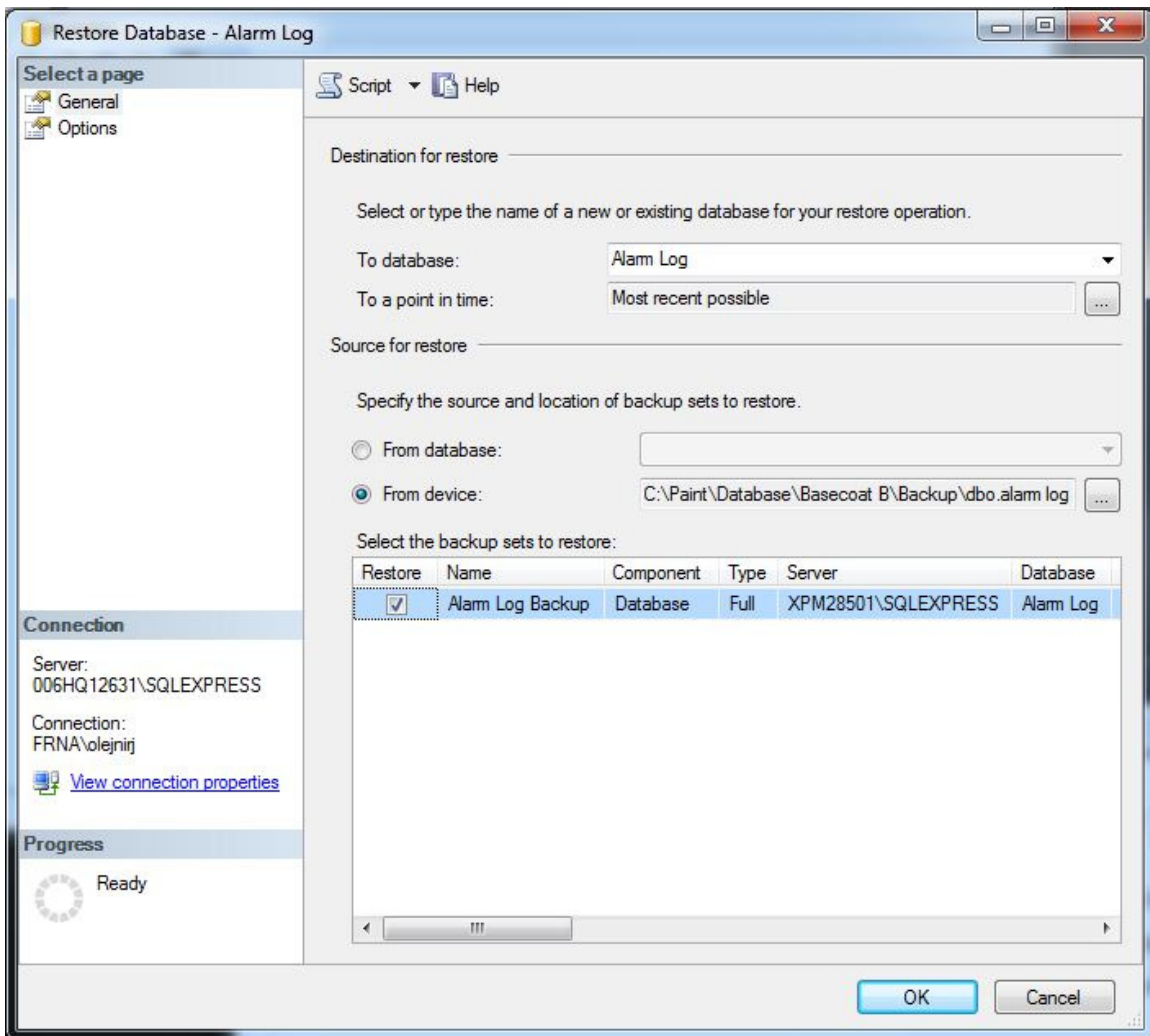 Restore Database - Alarm Log
Select a page
General
Options
Script Help
Destination for restore
Select or type the name of a new or existing database for your restore operation.
To database: Alarm Log
To a point in time: Most recent possible ...
Source for restore
Specify the source and location of backup sets to restore.
From database:
From device: C:\Paint\Database\Basecoat B\Backup\dbo.alarm log ...
Select the backup sets to restore:
Restore Name Component Type Server Database
Alarm Log Backup Database Full XPM28501\SQLEXPRESS Alarm Log
Connection
Server:
006HQ12631\SQLEXPRESS
Connection:
FRNA\olejnirj
View connection properties
Progress
Ready
OK Cancel